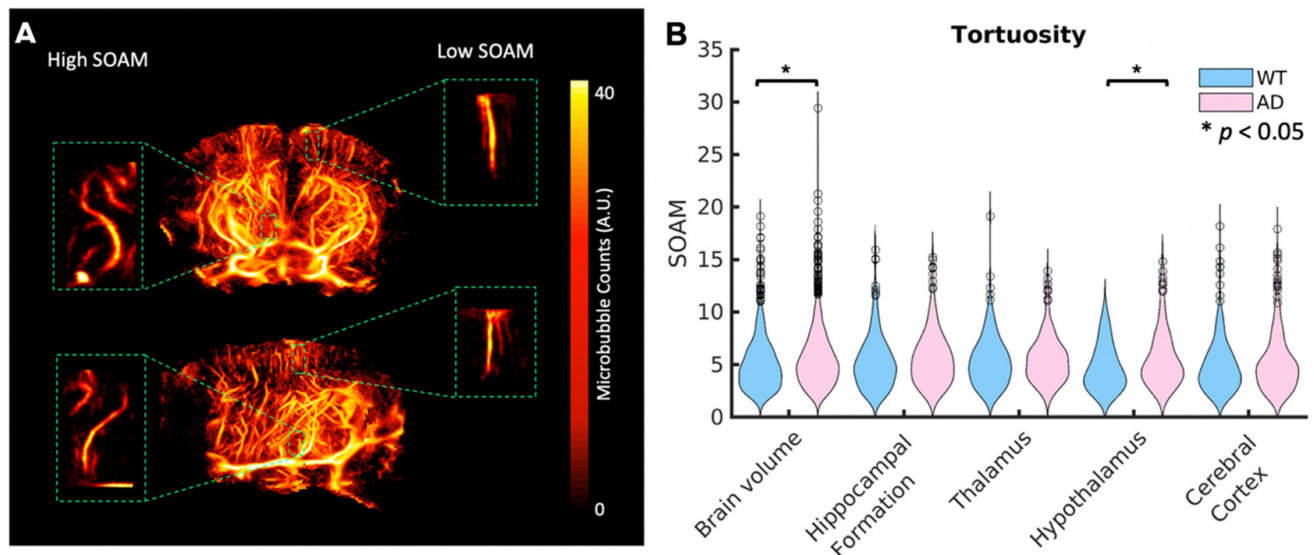 A
High SOAM
Low SOAM
40
Microbubble Counts (A.U.)
0
B
Tortuosity
35
30
25
20
15
10
5
0
SOAM
* *
WT
AD
* p < 0.05
Brain volume
Hippocampal
Formation
Thalamus
Hypothalamus
Cerebral
Cortex